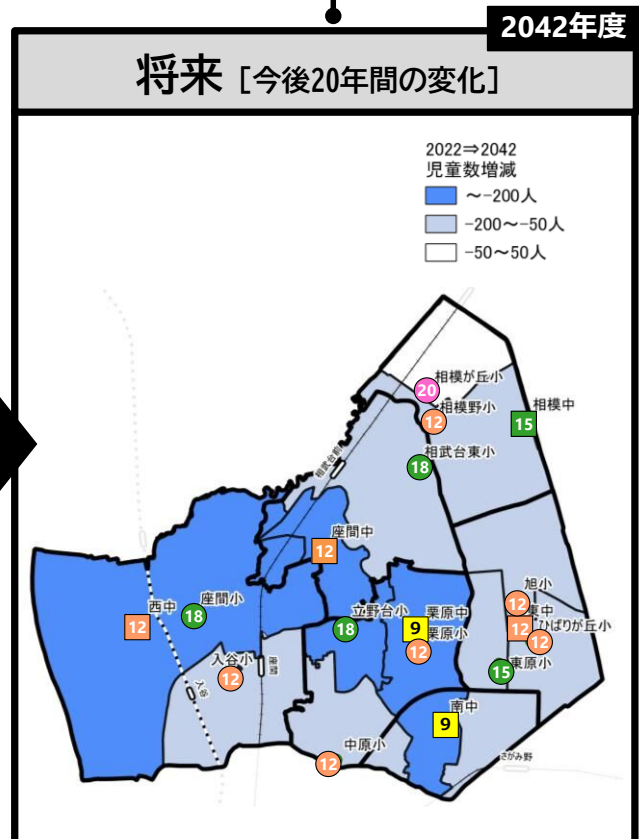 2042年度
将来 [今後20年間の変化]
2022⇒2042
児童数増減
～-200人
-200～-50人
-50～50人
相模が丘小
20
相模野小
12
相模中
15
相武台東小
18
相武台前
座間中
12
西中
12
座間小
18
立野台小
18
栗原中
9
栗原小
12
旭小
12
東中
12
ひばりが丘小
12
東原小
15
入谷小
12
入谷
座間
南中
9
中原小
12
さがみ野